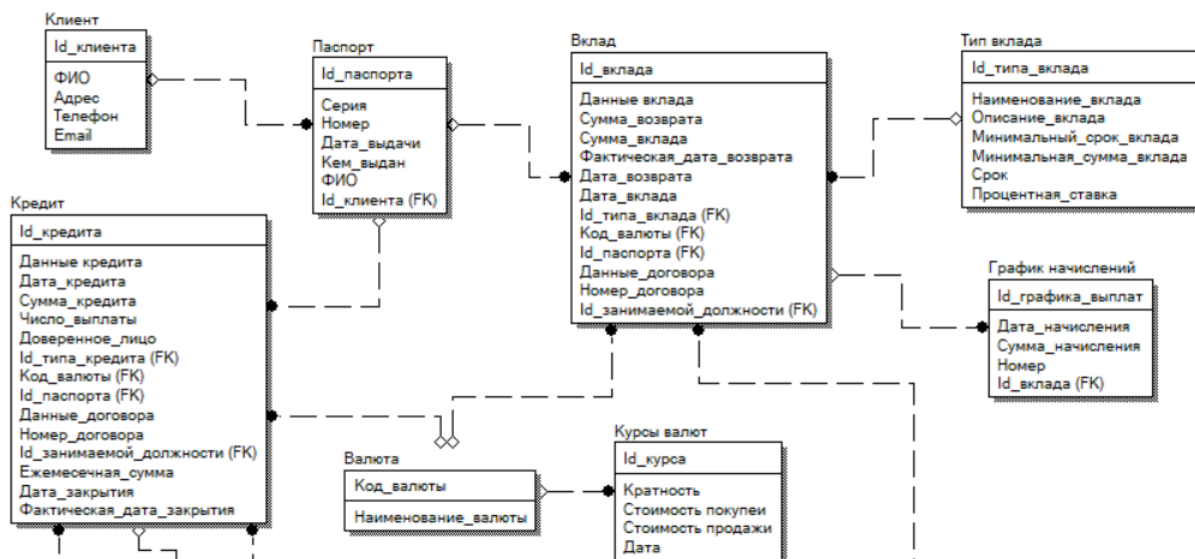 Клиент
Id_клиента
ФИО
Адрес
Телефон
Email
Паспорт
Id_паспорта
Серия
Номер
Дата_выдачи
Кем_выдан
ФИО
Id_клиента (FK)
Вклад
Id_вклада
Данные вклада
Сумма_возврата
Сумма_вклада
Фактическая_дата_возврата
Дата_возврата
Дата_вклада
Id_типа_вклада (FK)
Код_валюты (FK)
Id_паспорта (FK)
Данные_договора
Номер_договора
Id_занимаемой_должности (FK)
Тип вклада
Id_типа_вклада
Наименование_вклада
Описание_вклада
Минимальный_срок_вклада
Минимальная_сумма_вклада
Срок
Процентная_ставка
Кредит
Id_кредита
Данные кредита
Дата_кредита
Сумма_кредита
Число_выплаты
Доверенное_лицо
Id_типа_кредита (FK)
Код_валюты (FK)
Id_паспорта (FK)
Данные_договора
Номер_договора
Id_занимаемой_должности (FK)
Ежемесечная_сумма
Дата_закрытия
Фактическая_дата_закрытия
График начислений
Id_графика_выплат
Дата_начисления
Сумма_начисления
Номер
Id_вклада (FK)
Валюта
Код_валюты
Наименование_валюты
Курсы валют
Id_курса
Кратность
Стоимость покупеи
Стоимость продажи
Дата